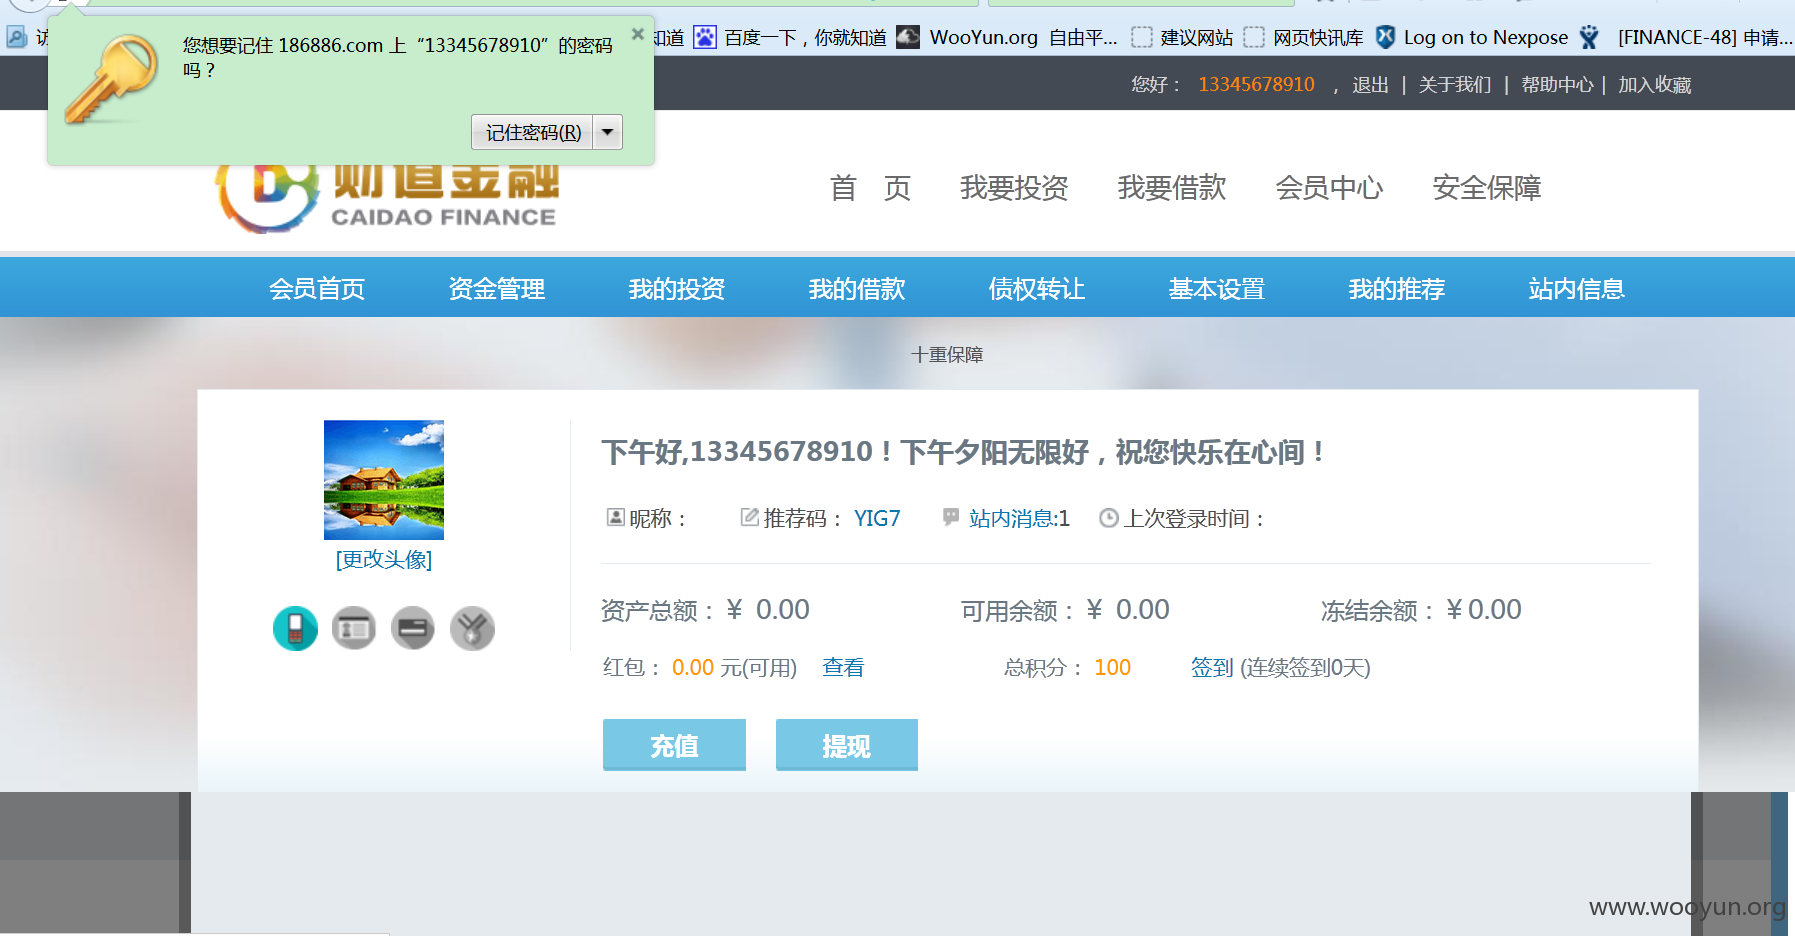 您想要记住 186886.com 上“13345678910”的密码
吗？
记住密码(R)
访
知道
百度一下，你就知道
WooYun.org 自由平...
建议网站
网页快讯库
Log on to Nexpose
[FINANCE-48] 申请...
您好： 13345678910 ，退出 | 关于我们 | 帮助中心 | 加入收藏
财道金融
CAIDAO FINANCE
首 页 我要投资 我要借款 会员中心 安全保障
会员首页 资金管理 我的投资 我的借款 债权转让 基本设置 我的推荐 站内信息
十重保障
下午好,13345678910！下午夕阳无限好，祝您快乐在心间！
昵称： 推荐码： YIG7 站内消息:1 上次登录时间：
[更改头像]
资产总额：￥ 0.00 可用余额：￥ 0.00 冻结余额：￥0.00
红包： 0.00 元(可用) 查看 总积分： 100 签到 (连续签到0天)
充值 提现
www.wooyun.org